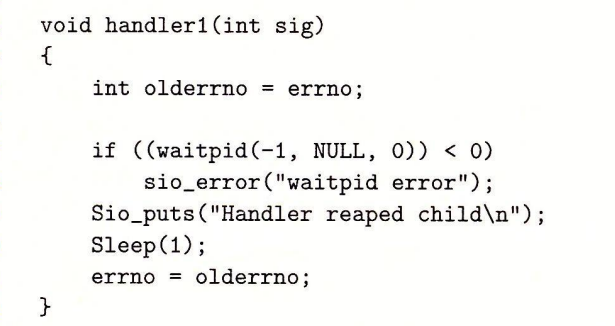 void handler1(int sig)
{
    int olderrno = errno;

    if ((waitpid(-1, NULL, 0)) < 0)
        sio_error("waitpid error");
    Sio_puts("Handler reaped child\n");
    Sleep(1);
    errno = olderrno;
}